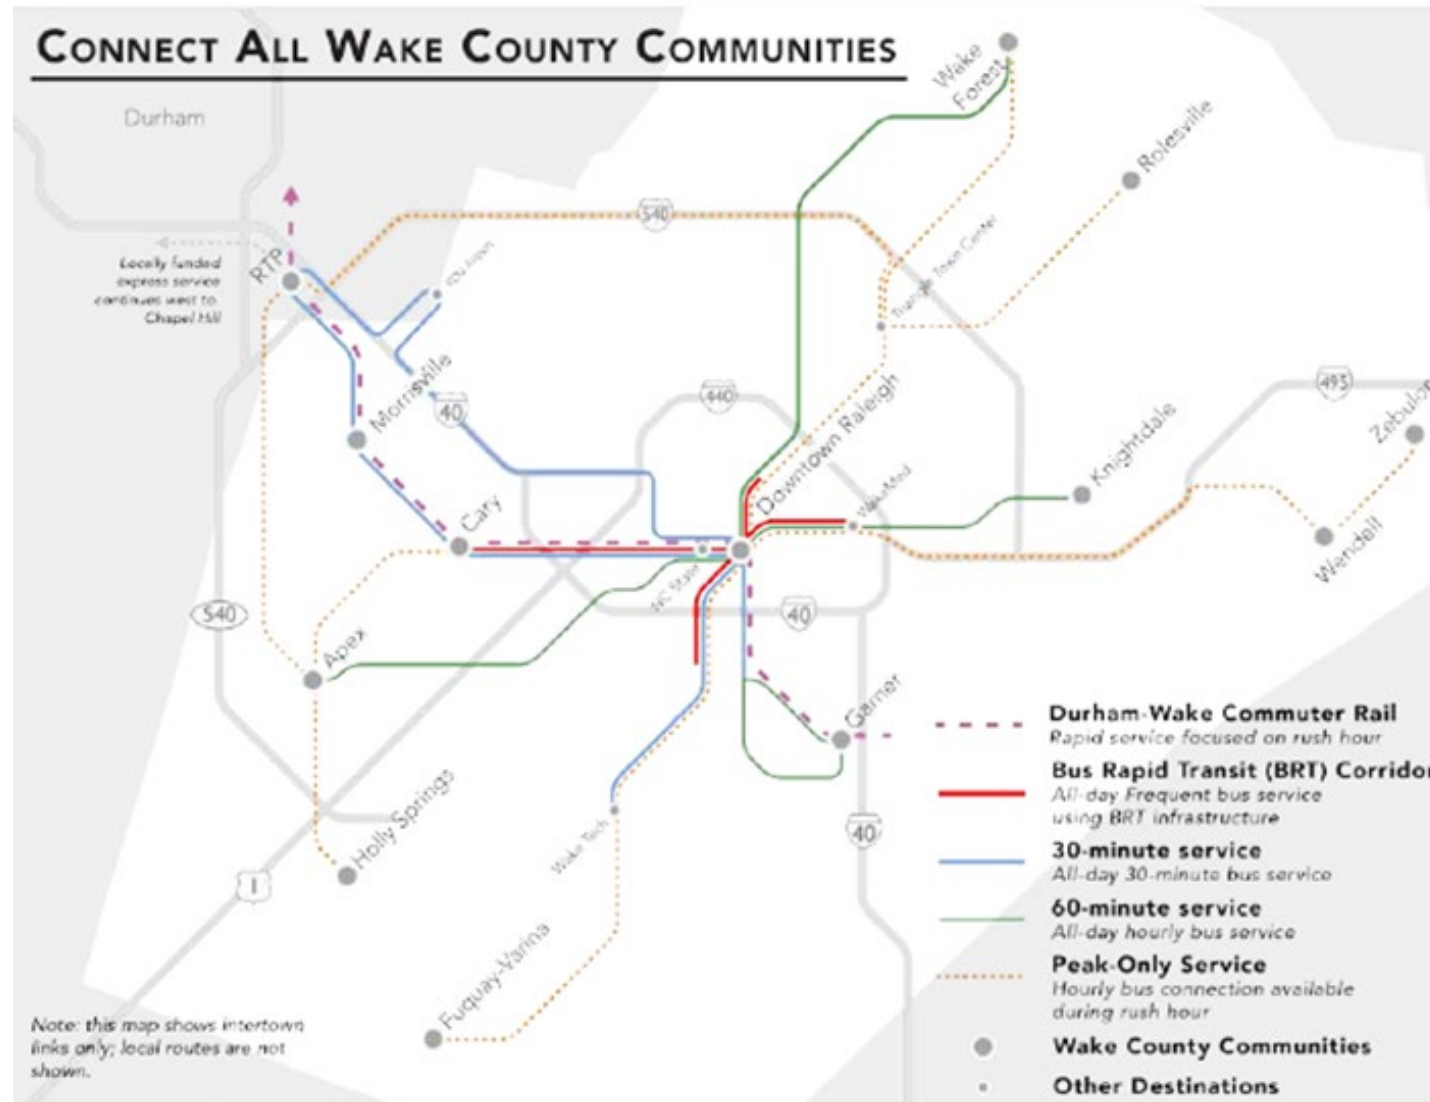 CONNECT ALL WAKE COUNTY COMMUNITIES
Durham
Wake
Forest
Rolesville
540
RTP
RDU Airport
Locally funded
express service
continues west to
Chapel Hill
Triangle Town Center
Morrisville
40
440
Downtown Raleigh
495
Zebulon
Knightdale
WakeMed
Cary
NC State
Wendell
540
40
Apex
Garner
Holly Springs
1
Wake Tech
40
Fuquay-Varina
Durham-Wake Commuter Rail
Rapid service focused on rush hour
Bus Rapid Transit (BRT) Corridor
All-day Frequent bus service
using BRT infrastructure
30-minute service
All-day 30-minute bus service
60-minute service
All-day hourly bus service
Peak-Only Service
Hourly bus connection available
during rush hour
Wake County Communities
Other Destinations
Note: this map shows intertown
links only; local routes are not
shown.